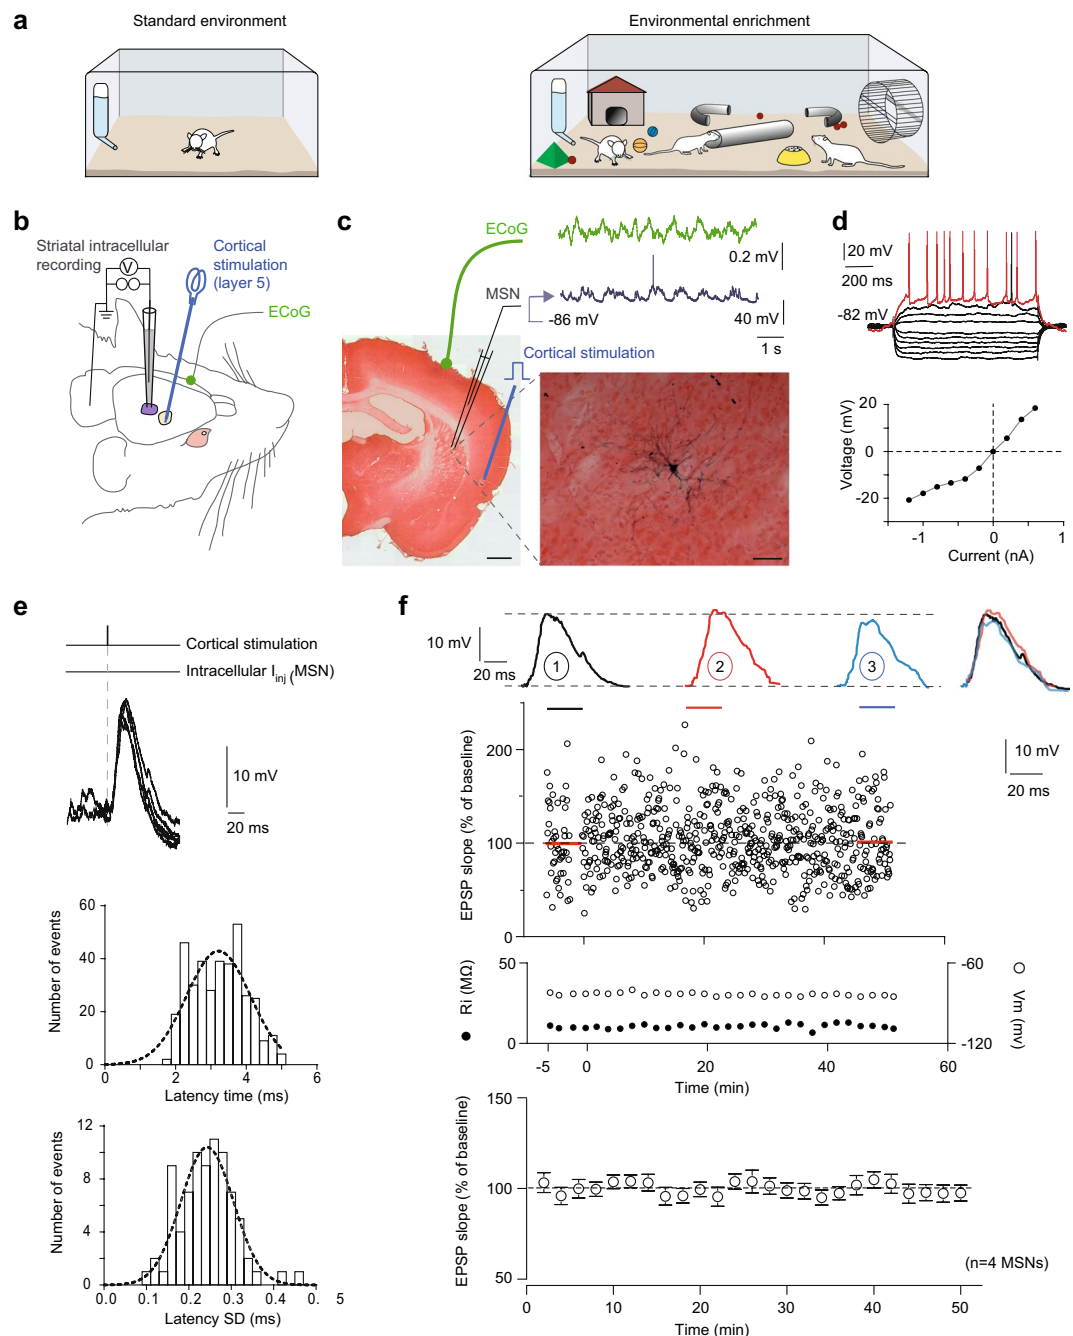 a
Standard environment
Environmental enrichment
b
Striatal intracellular
recording
V
Cortical
stimulation
(layer 5)
ECoG
c
ECoG
0.2 mV
MSN
-86 mV
40 mV
1 s
Cortical stimulation
d
20 mV
200 ms
-82 mV
20
0
-20
Voltage (mV)
-1
0
1
Current (nA)
e
Cortical stimulation
Intracellular Iinj (MSN)
10 mV
20 ms
60
40
20
0
Number of events
0
2
4
6
Latency time (ms)
12
8
4
0
Number of events
0.0
0.1
0.2
0.3
0.
5
Latency SD (ms)
f
10 mV
20 ms
1
2
3
10 mV
20 ms
200
100
0
EPSP slope (% of baseline)
50
0
Ri (MΩ)
-60
-120
Vm (mv)
-5
0
20
40
60
Time (min)
150
100
50
EPSP slope (% of baseline)
(n=4 MSNs)
0
10
20
30
40
50
Time (min)